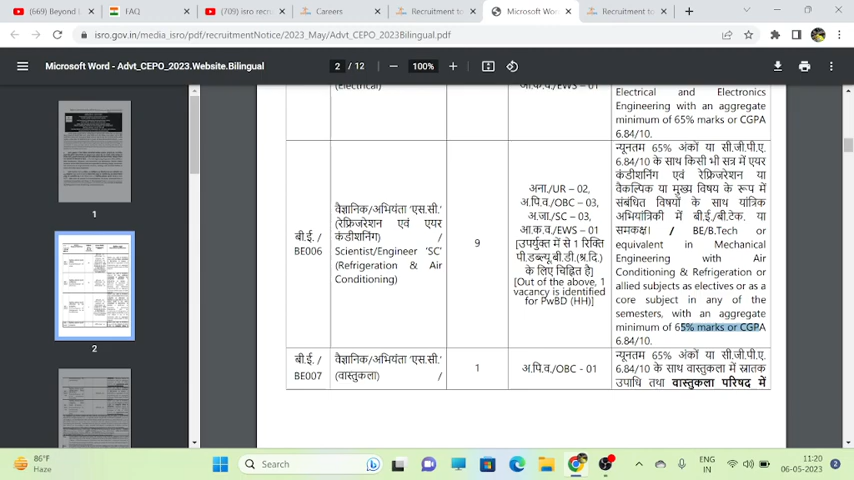 (669) Beyond
FAQ
(709) isro recru
Careers
Recruitment to
Microsoft Word
Recruitment to
isro.gov.in/media_isro/pdf/recruitmentNotice/2023_May/Advt_CEPO_2023Bilingual.pdf
Microsoft Word - Advt_CEPO_2023.Website.Bilingual
2 / 12
100%
1
2
(Electrical)
आ.क.व./EWS – 01
Electrical and Electronics
Engineering with an aggregate
minimum of 65% marks or CGPA
6.84/10.
बी.ई. /
BE006
वैज्ञानिक/अभियंता 'एस.सी.'
(रेफ्रिजरेशन एवं एयर
कंडीशनिंग) /
Scientist/Engineer 'SC'
(Refrigeration & Air
Conditioning)
9
अना./UR – 02,
अ.पि.व/OBC – 03,
अ.जा/SC – 03,
आ.क.व/EWS – 01
[उपर्युक्त में से 1 रिक्ति
पी.डब्ल्यू.बी.डी.(श्र.दि.)
के लिए चिह्नित है]
[Out of the above, 1
vacancy is identified
for PwBD (HH)]
न्यूनतम 65% अंकों या सी.जी.पी.ए.
6.84/10 के साथ किसी भी सत्र में एयर
कंडीशनिंग एवं रेफ्रिजरेशन या
वैकल्पिक या मुख्य विषय के रूप में
संबंधित विषयों के साथ यांत्रिक
अभियांत्रिकी में बी.ई/बी.टेक. या
समकक्ष। / BE/B.Tech or
equivalent in Mechanical
Engineering with Air
Conditioning & Refrigeration or
allied subjects as electives or as a
core subject in any of the
semesters, with an aggregate
minimum of 65% marks or CGPA
6.84/10.
बी.ई. /
BE007
वैज्ञानिक/अभियंता 'एस.सी.'
(वास्तुकला) /
1
अ.पि.व./OBC - 01
न्यूनतम 65% अंकों या सी.जी.पी.ए.
6.84/10 के साथ वास्तुकला में स्नातक
उपाधि तथा वास्तुकला परिषद में
86°F
Haze
Search
ENG
IN
11:20
06-05-2023
2